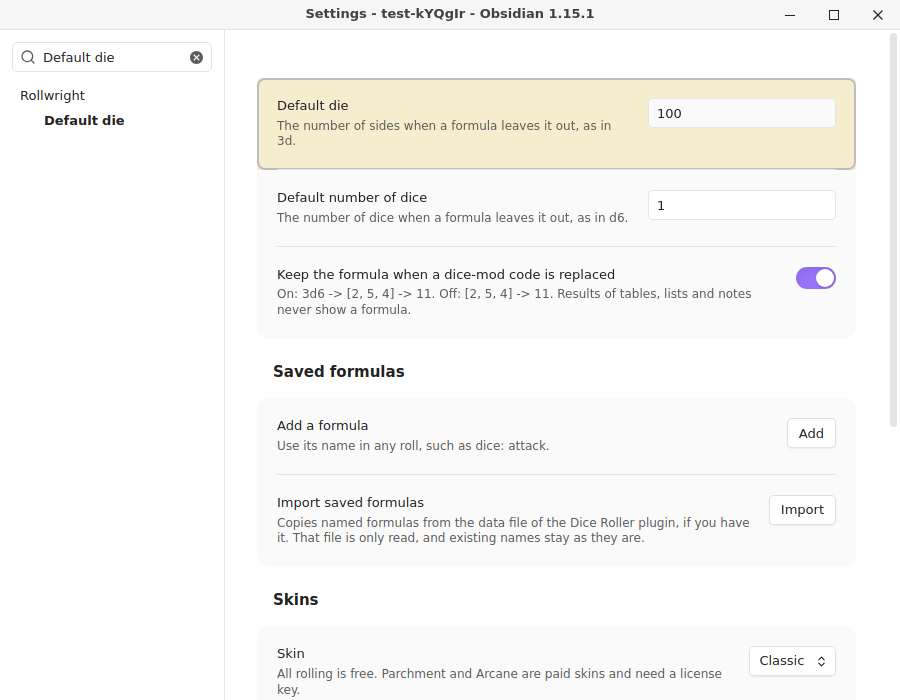 Settings - test-kYQgIr - Obsidian 1.15.1
Default die
Rollwright
Default die
Default die
The number of sides when a formula leaves it out, as in
3d.
100
Default number of dice
The number of dice when a formula leaves it out, as in d6.
1
Keep the formula when a dice-mod code is replaced
On: 3d6 -> [2, 5, 4] -> 11. Off: [2, 5, 4] -> 11. Results of tables, lists and notes
never show a formula.
Saved formulas
Add a formula
Use its name in any roll, such as dice: attack.
Add
Import saved formulas
Copies named formulas from the data file of the Dice Roller plugin, if you have
it. That file is only read, and existing names stay as they are.
Import
Skins
Skin
All rolling is free. Parchment and Arcane are paid skins and need a license
key.
Classic